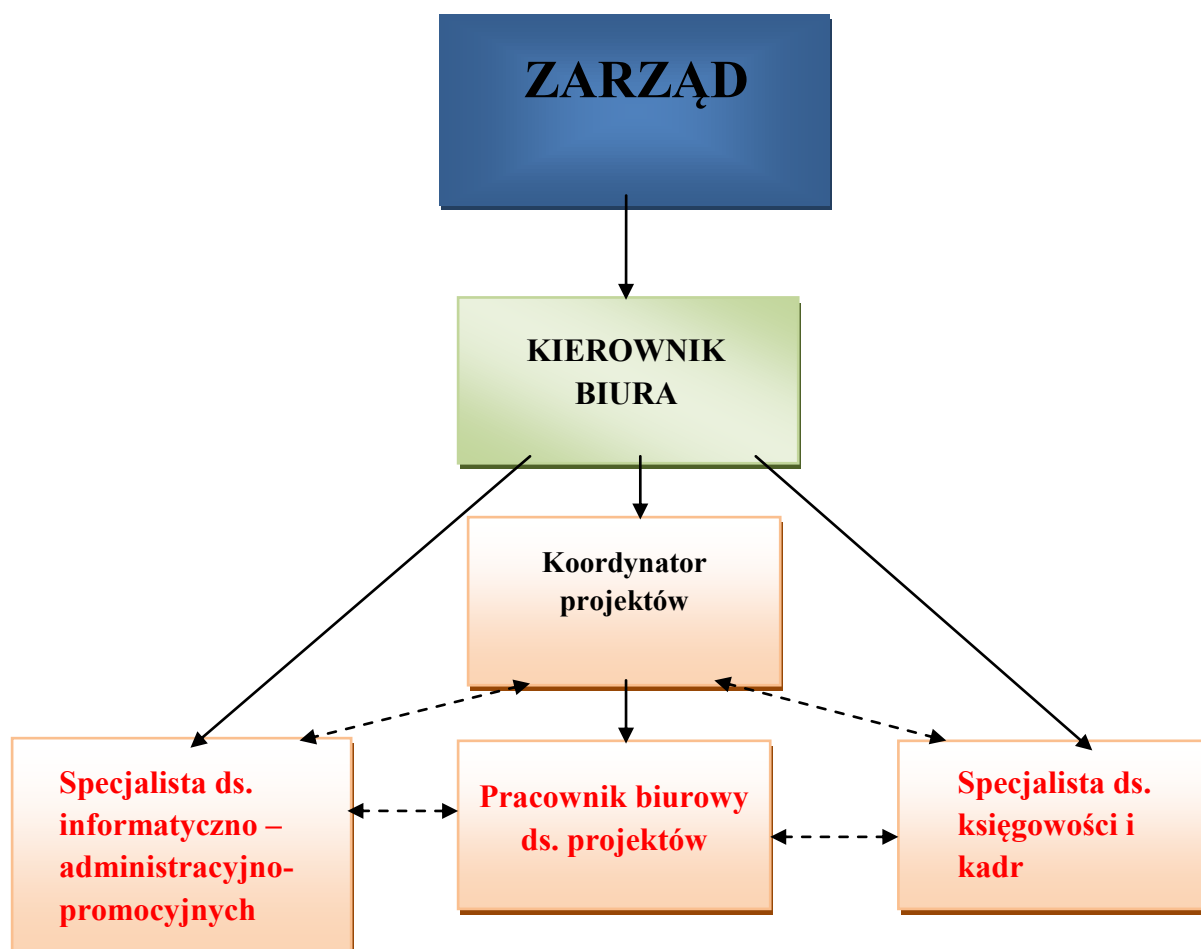 ZARZĄD
KIEROWNIK
BIURA
Koordynator
projektów
Specjalista ds.
informatyczno –
administracyjno-
promocyjnych
Pracownik biurowy
ds. projektów
Specjalista ds.
księgowości i
kadr